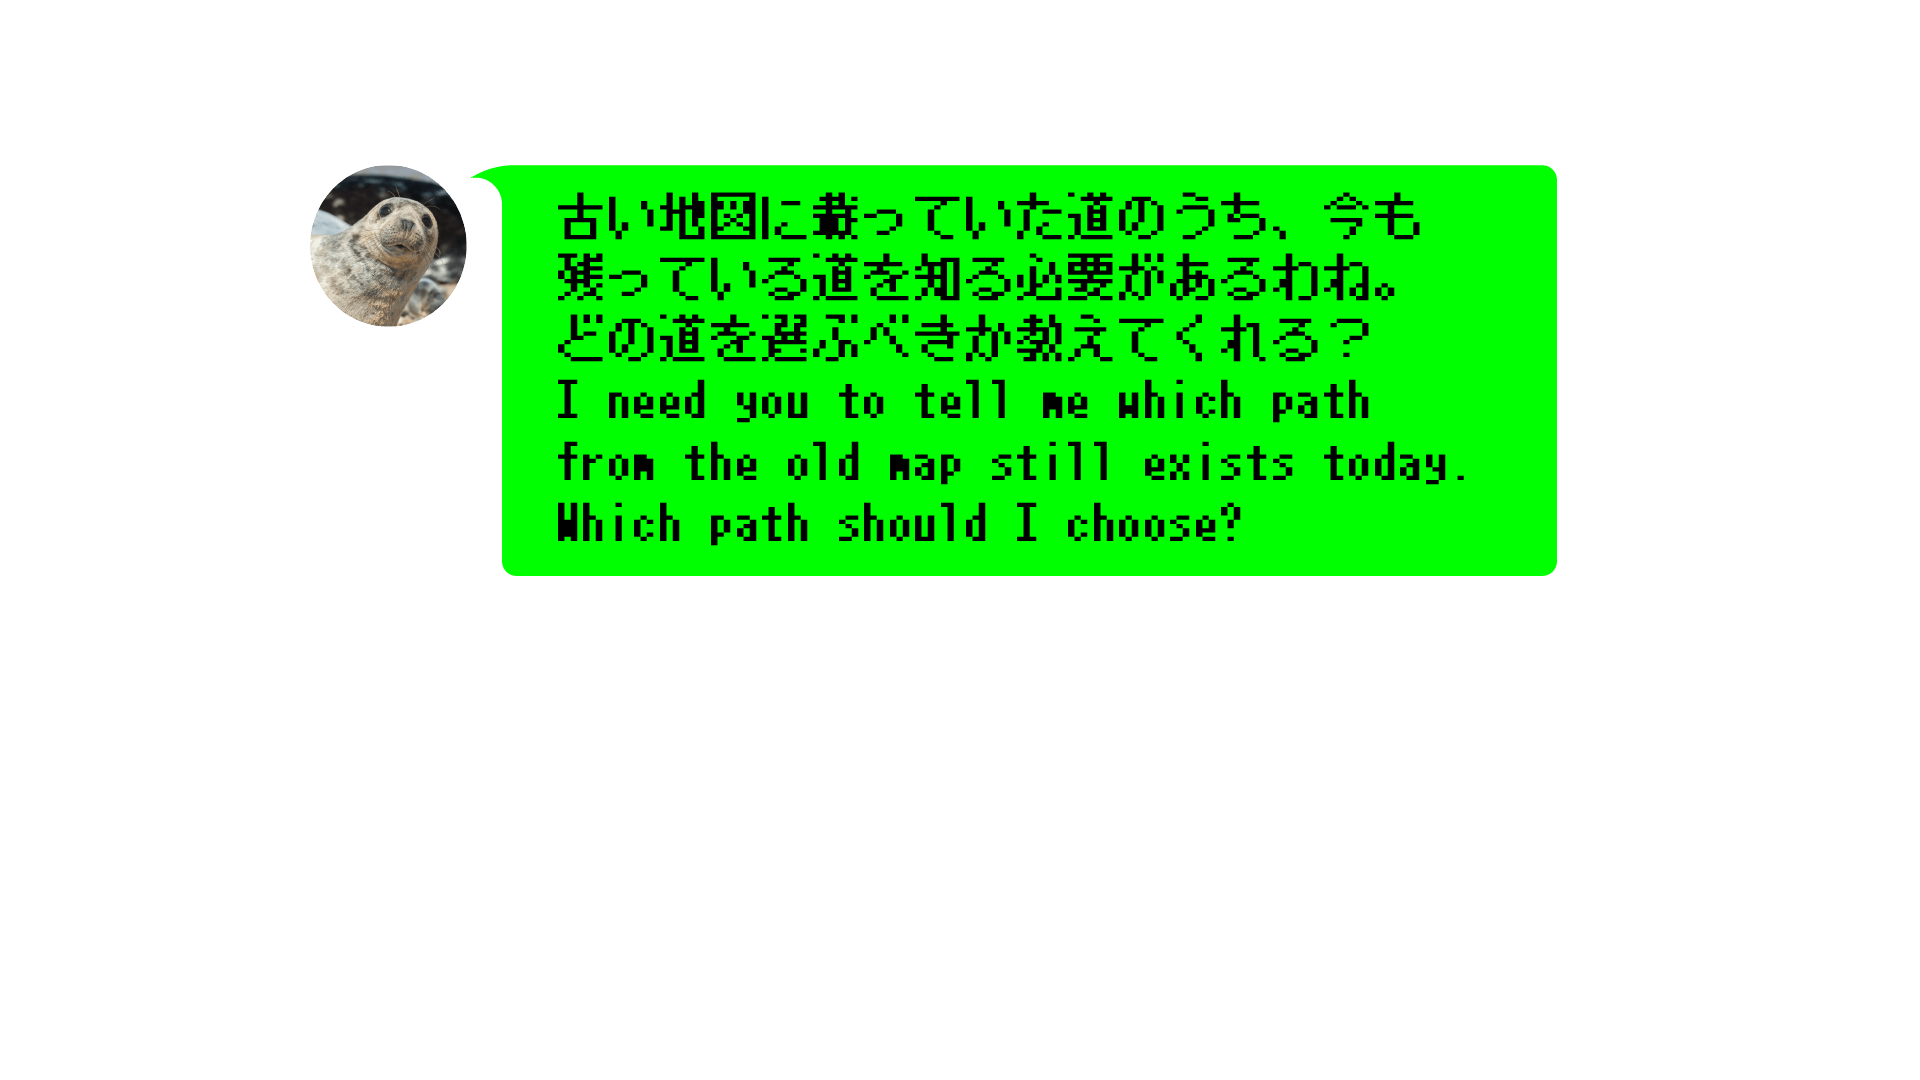 古い地図に載っていた道のうち、今も
残っている道を知る必要があるわね。
どの道を選ぶべきか教えてくれる？
I need you to tell me which path
from the old map still exists today.
Which path should I choose?